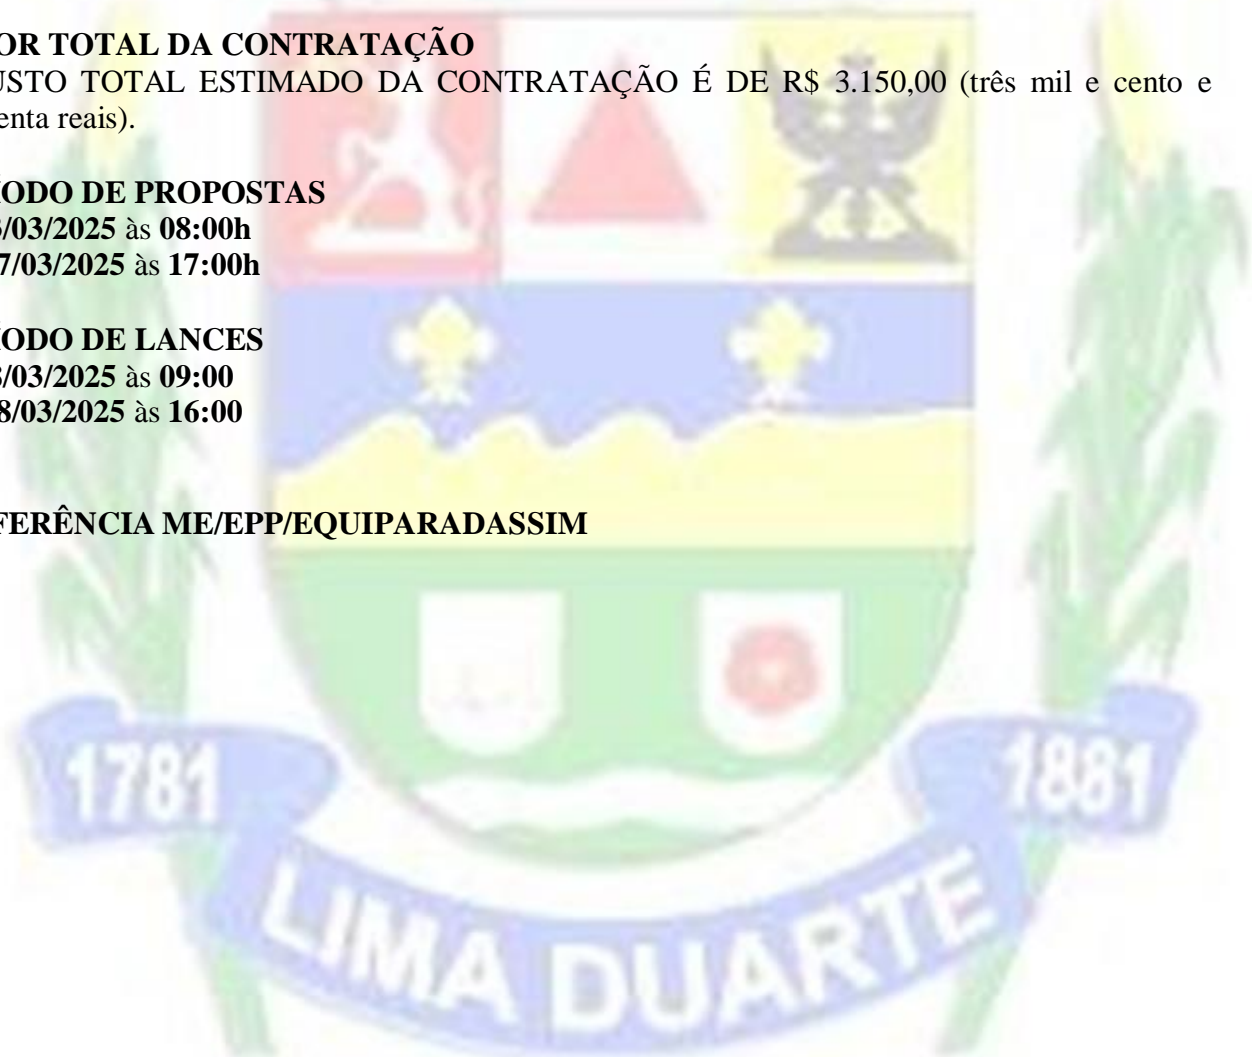 OR TOTAL DA CONTRATAÇÃO
USTO TOTAL ESTIMADO DA CONTRATAÇÃO É DE R$ 3.150,00 (três mil e cento e
enta reais).
ODO DE PROPOSTAS
/03/2025 às 08:00h
7/03/2025 às 17:00h
ODO DE LANCES
/03/2025 às 09:00
8/03/2025 às 16:00
FERÊNCIA ME/EPP/EQUIPARADASSIM
1781
1881
LIMA DUARTE